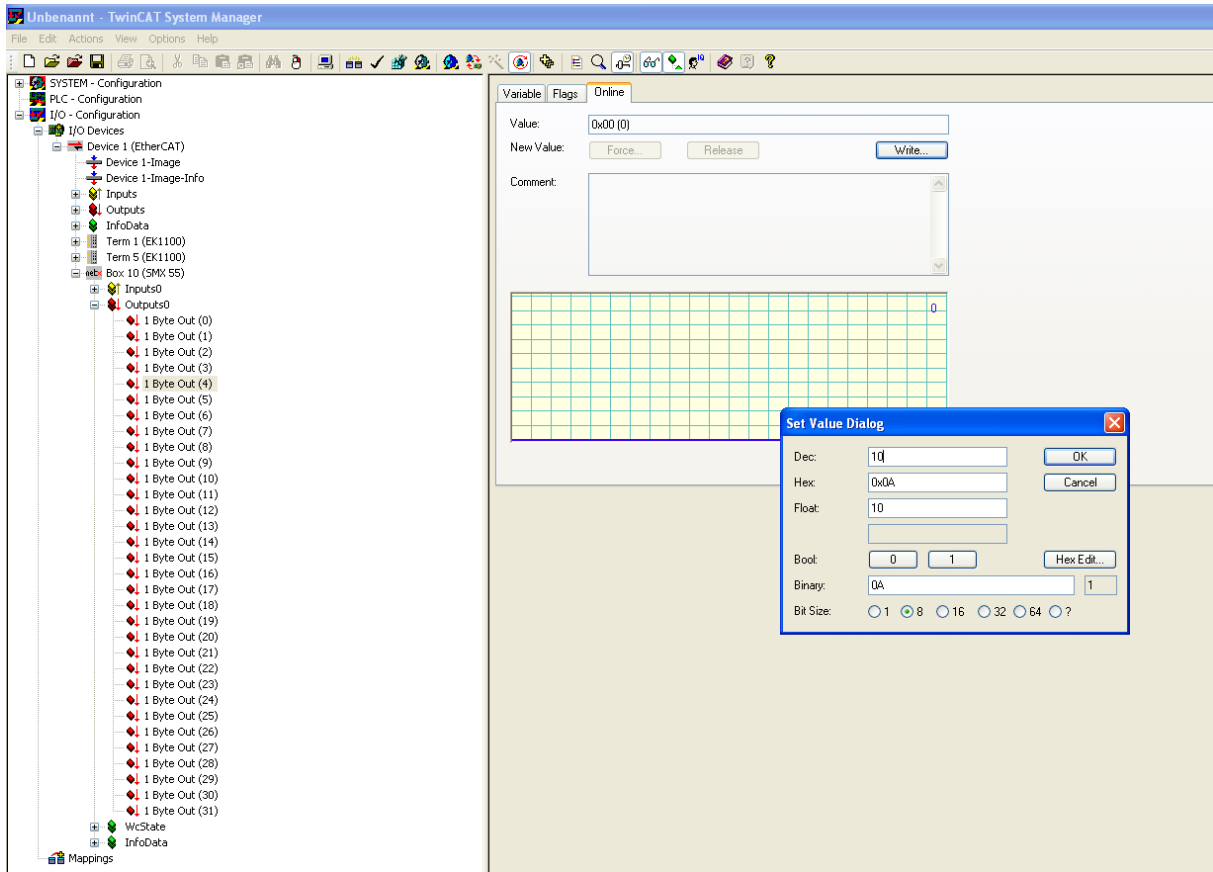 Unbenannt - TwinCAT System Manager
File Edit Actions View Options Help
SYSTEM - Configuration
PLC - Configuration
I/O - Configuration
I/O Devices
Device 1 (EtherCAT)
Device 1-Image
Device 1-Image-Info
Inputs
Outputs
InfoData
Term 1 (EK1100)
Term 5 (EK1100)
Box 10 (SMX 55)
Inputs0
Outputs0
1 Byte Out (0)
1 Byte Out (1)
1 Byte Out (2)
1 Byte Out (3)
1 Byte Out (4)
1 Byte Out (5)
1 Byte Out (6)
1 Byte Out (7)
1 Byte Out (8)
1 Byte Out (9)
1 Byte Out (10)
1 Byte Out (11)
1 Byte Out (12)
1 Byte Out (13)
1 Byte Out (14)
1 Byte Out (15)
1 Byte Out (16)
1 Byte Out (17)
1 Byte Out (18)
1 Byte Out (19)
1 Byte Out (20)
1 Byte Out (21)
1 Byte Out (22)
1 Byte Out (23)
1 Byte Out (24)
1 Byte Out (25)
1 Byte Out (26)
1 Byte Out (27)
1 Byte Out (28)
1 Byte Out (29)
1 Byte Out (30)
1 Byte Out (31)
WcState
InfoData
Mappings
Variable Flags Online
Value: 0x00 (0)
New Value: Force... Release Write...
Comment:
0
Set Value Dialog
Dec: 10 OK
Hex: 0x0A Cancel
Float: 10
Bool: 0 1 Hex Edit...
Binary: 0A 1
Bit Size: 1 8 16 32 64 ?